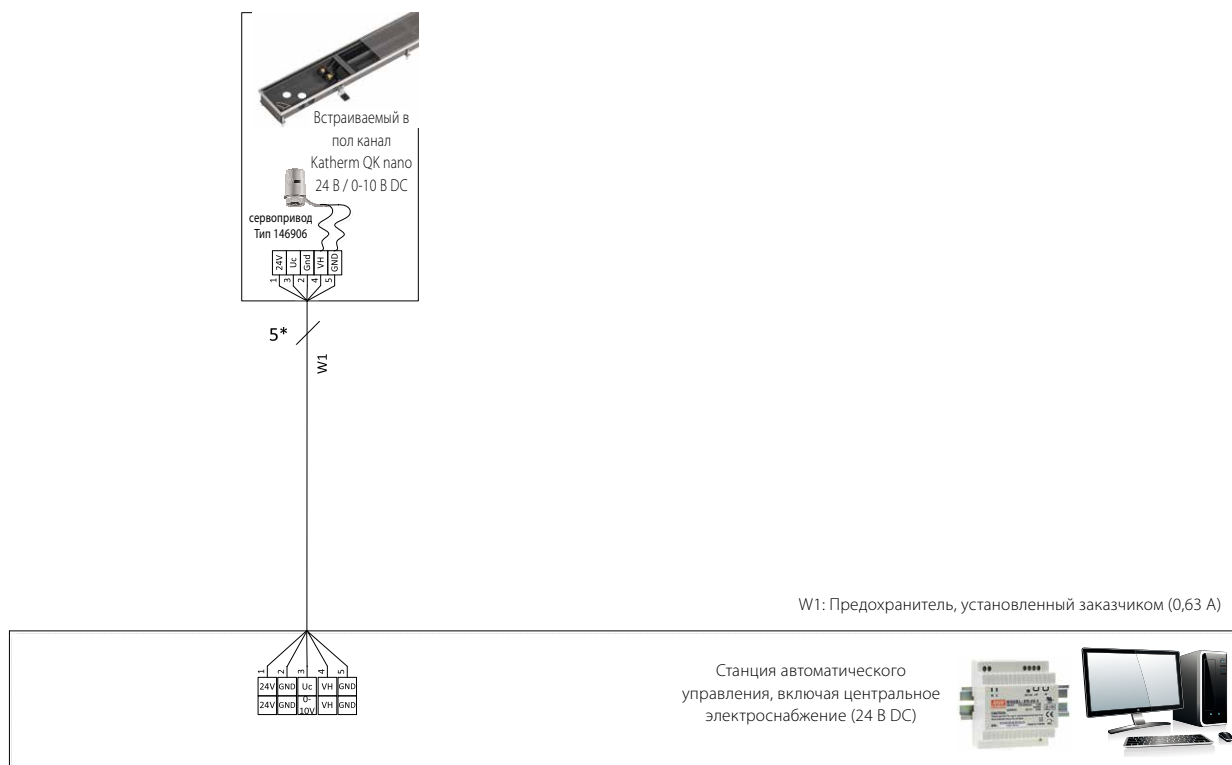 Встраиваемый в
пол канал
Katherm QK nano
24 В / 0-10 В DC
сервопривод
Тип 146906
24V Uc Gnd VH GND
1 3 2 4 5
5*
W1
W1: Предохранитель, установленный заказчиком (0,63 А)
1 2 3 4 5
24V GND Uc VH GND
24V GND 0-10V VH GND
Станция автоматического
управления, включая центральное
электроснабжение (24 В DC)